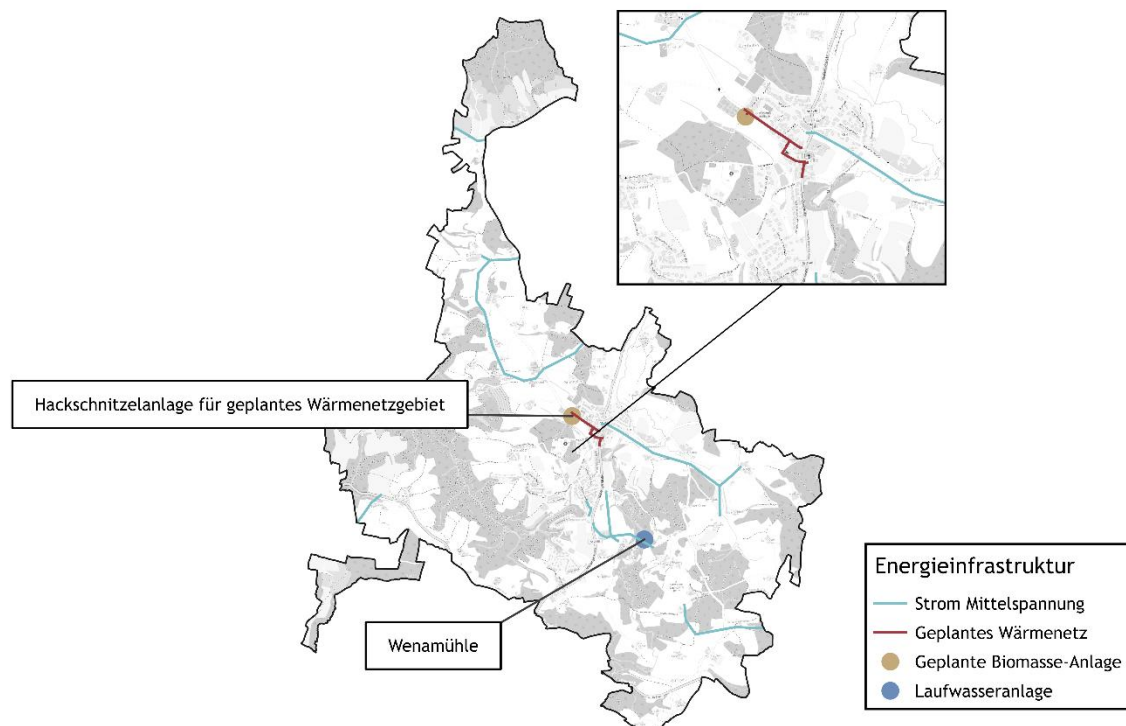 Hackschnitzelanlage für geplantes Wärmenetzgebiet
Wenamühle
Energieinfrastruktur
Strom Mittelspannung
Geplantes Wärmenetz
Geplante Biomasse-Anlage
Laufwasseranlage